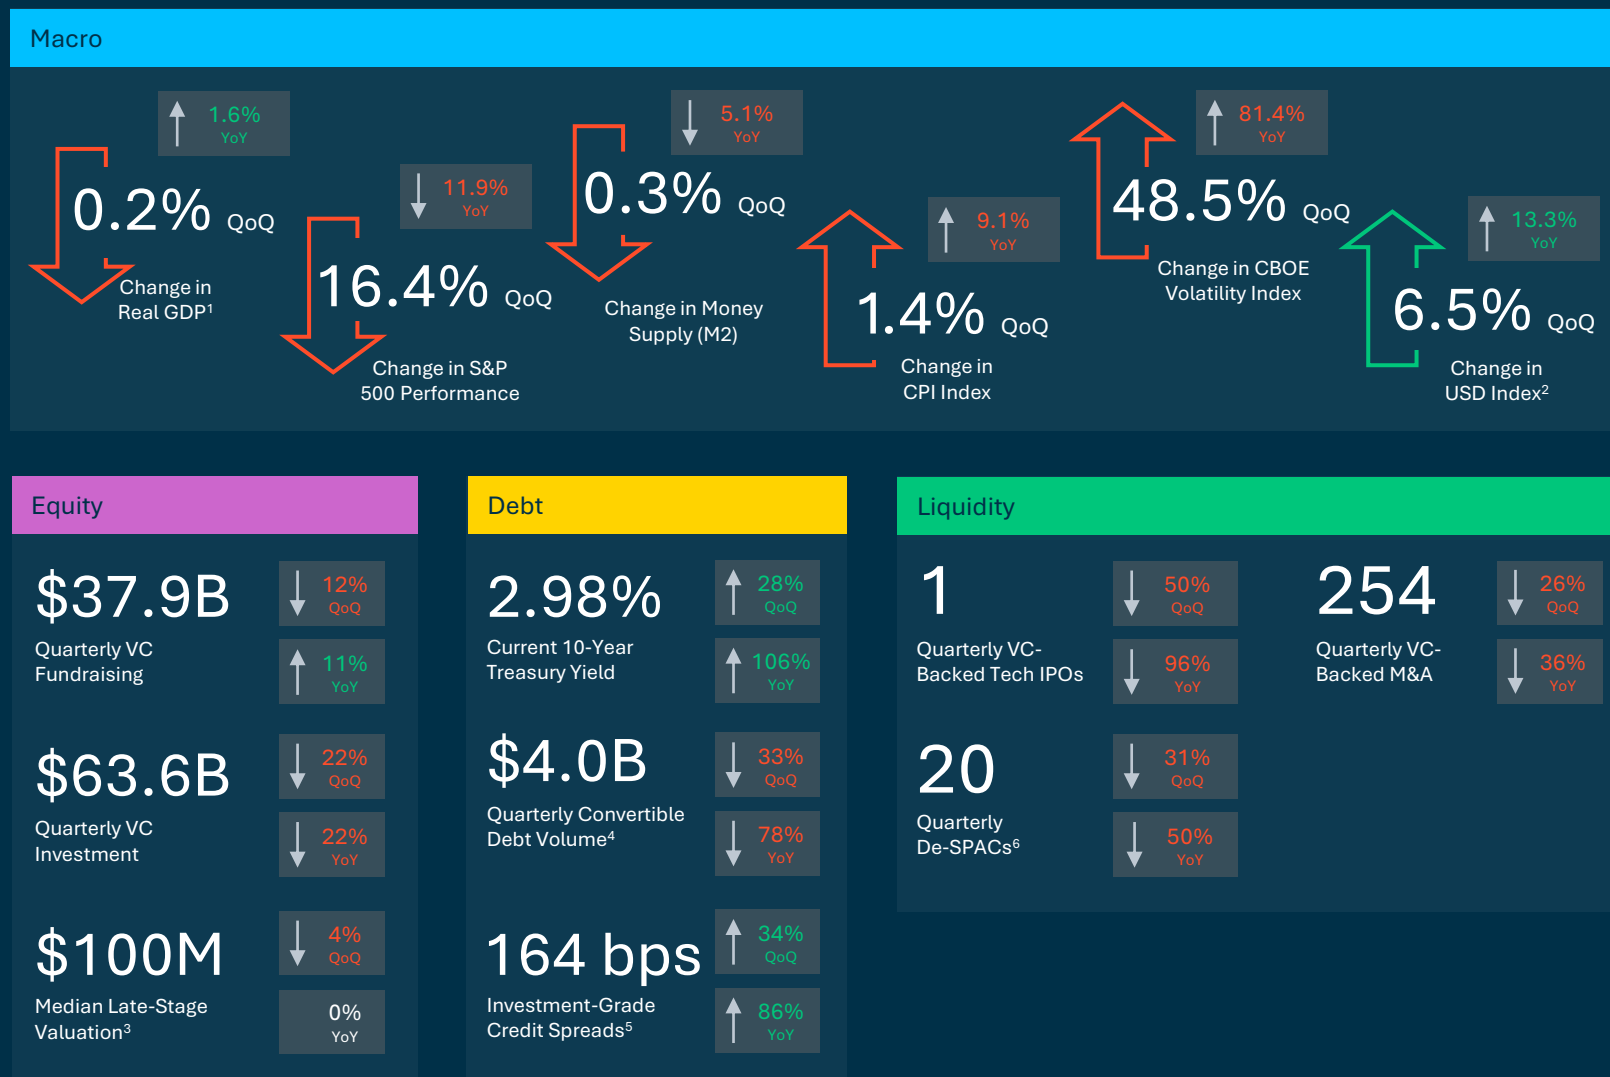 Macro
1.6%
YoY
0.2% QoQ
Change in
Real GDP¹
11.9%
YoY
16.4% QoQ
Change in S&P
500 Performance
5.1%
YoY
0.3% QoQ
Change in Money
Supply (M2)
9.1%
YoY
1.4% QoQ
Change in
CPI Index
81.4%
YoY
48.5% QoQ
Change in CBOE
Volatility Index
13.3%
YoY
6.5% QoQ
Change in
USD Index²
Equity
$37.9B
Quarterly VC
Fundraising
12%
QoQ
11%
YoY
$63.6B
Quarterly VC
Investment
22%
QoQ
22%
YoY
$100M
Median Late-Stage
Valuation³
4%
QoQ
0%
YoY
Debt
2.98%
Current 10-Year
Treasury Yield
28%
QoQ
106%
YoY
$4.0B
Quarterly Convertible
Debt Volume⁴
33%
QoQ
78%
YoY
164 bps
Investment-Grade
Credit Spreads⁵
34%
QoQ
86%
YoY
Liquidity
1
Quarterly VC-
Backed Tech IPOs
50%
QoQ
96%
YoY
254
Quarterly VC-
Backed M&A
26%
QoQ
36%
YoY
20
Quarterly
De-SPACs⁶
31%
QoQ
50%
YoY